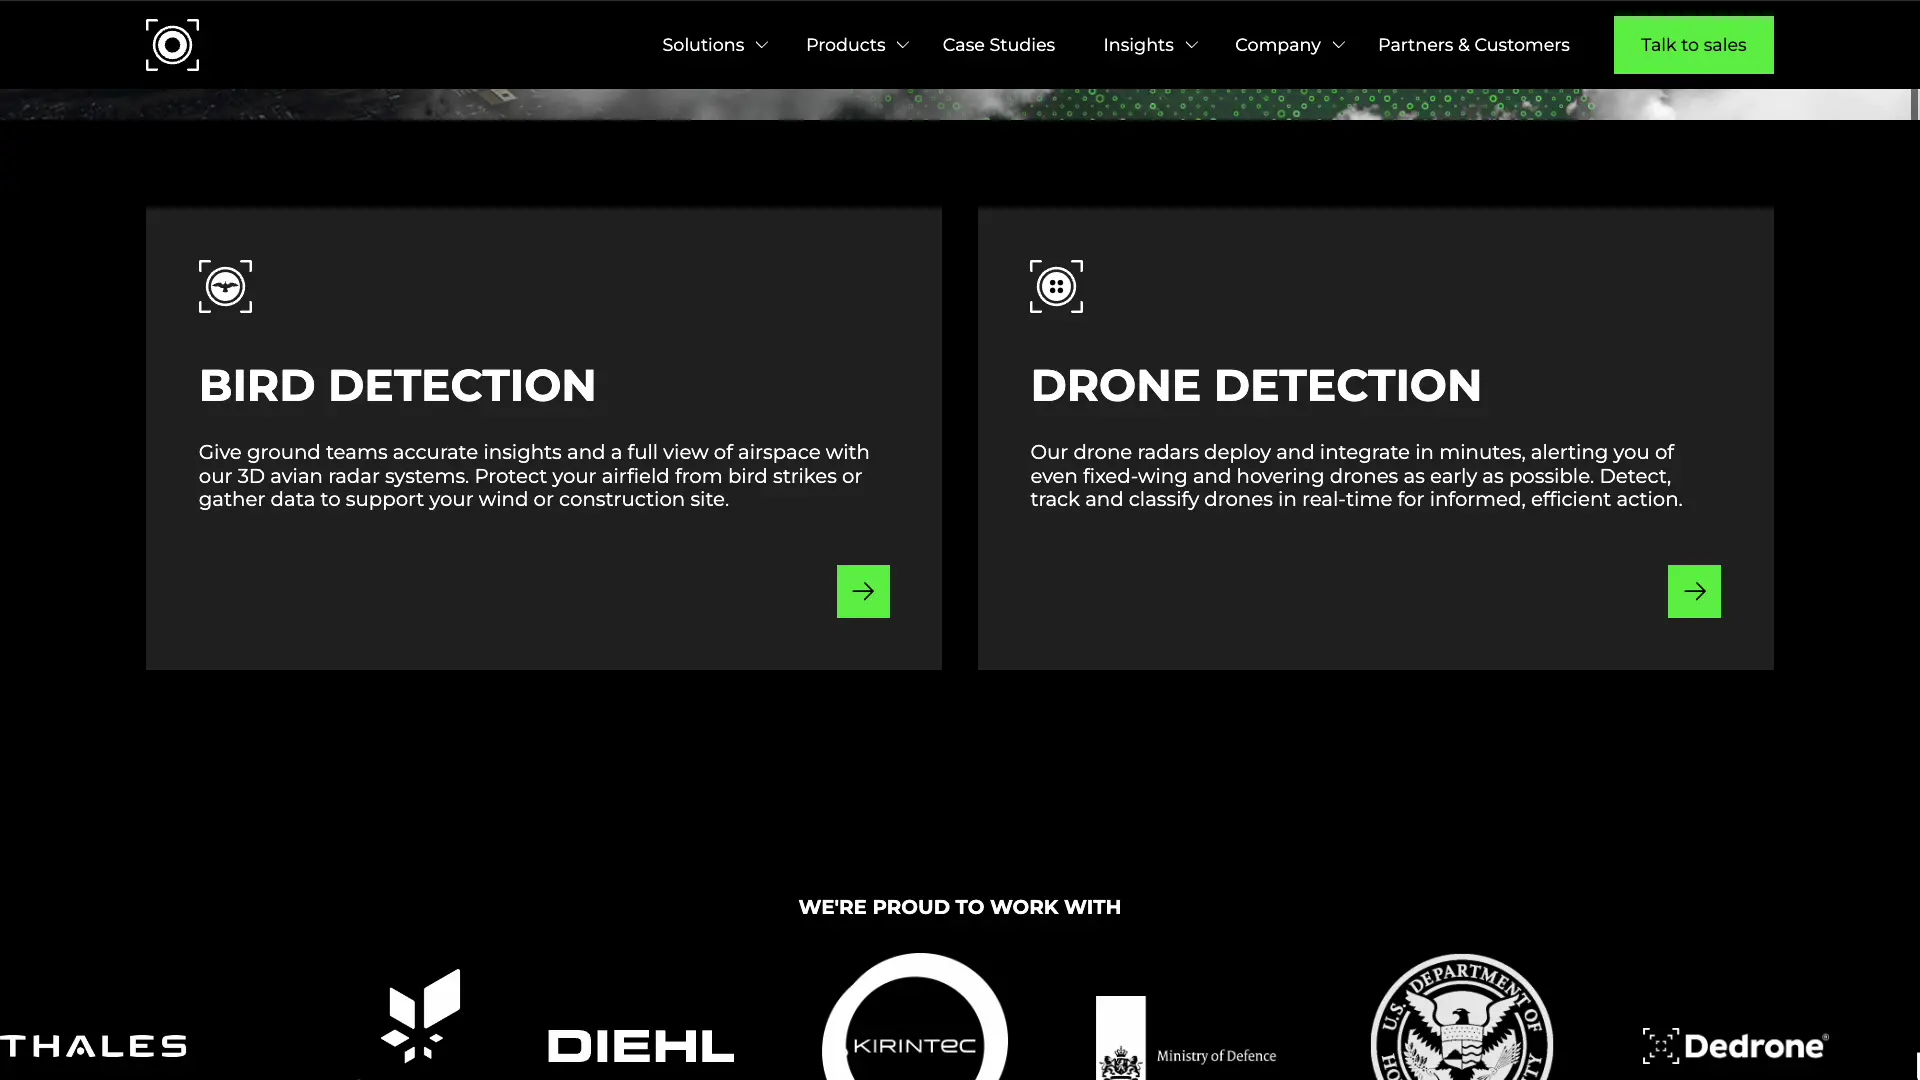 Solutions
Products
Case Studies
Insights
Company
Partners & Customers
Talk to sales
BIRD DETECTION
Give ground teams accurate insights and a full view of airspace with
our 3D avian radar systems. Protect your airfield from bird strikes or
gather data to support your wind or construction site.
DRONE DETECTION
Our drone radars deploy and integrate in minutes, alerting you of
even fixed-wing and hovering drones as early as possible. Detect,
track and classify drones in real-time for informed, efficient action.
WE'RE PROUD TO WORK WITH
THALES
DIEHL
KIRINTEC
Ministry of Defence
U.S. DEPARTMENT OF
Dedrone®